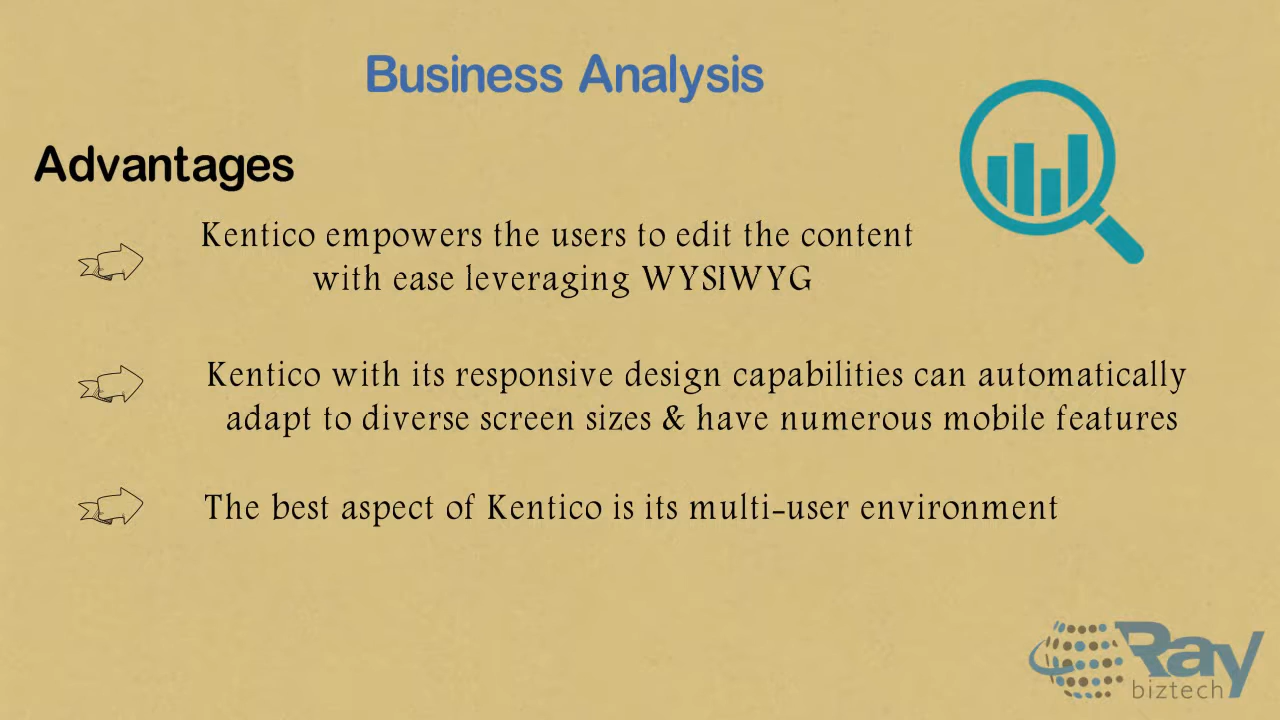 Business Analysis
Advantages
Kentico empowers the users to edit the content
with ease leveraging WYSIWYG
Kentico with its responsive design capabilities can automatically
adapt to diverse screen sizes & have numerous mobile features
The best aspect of Kentico is its multi-user environment
Ray
biztech